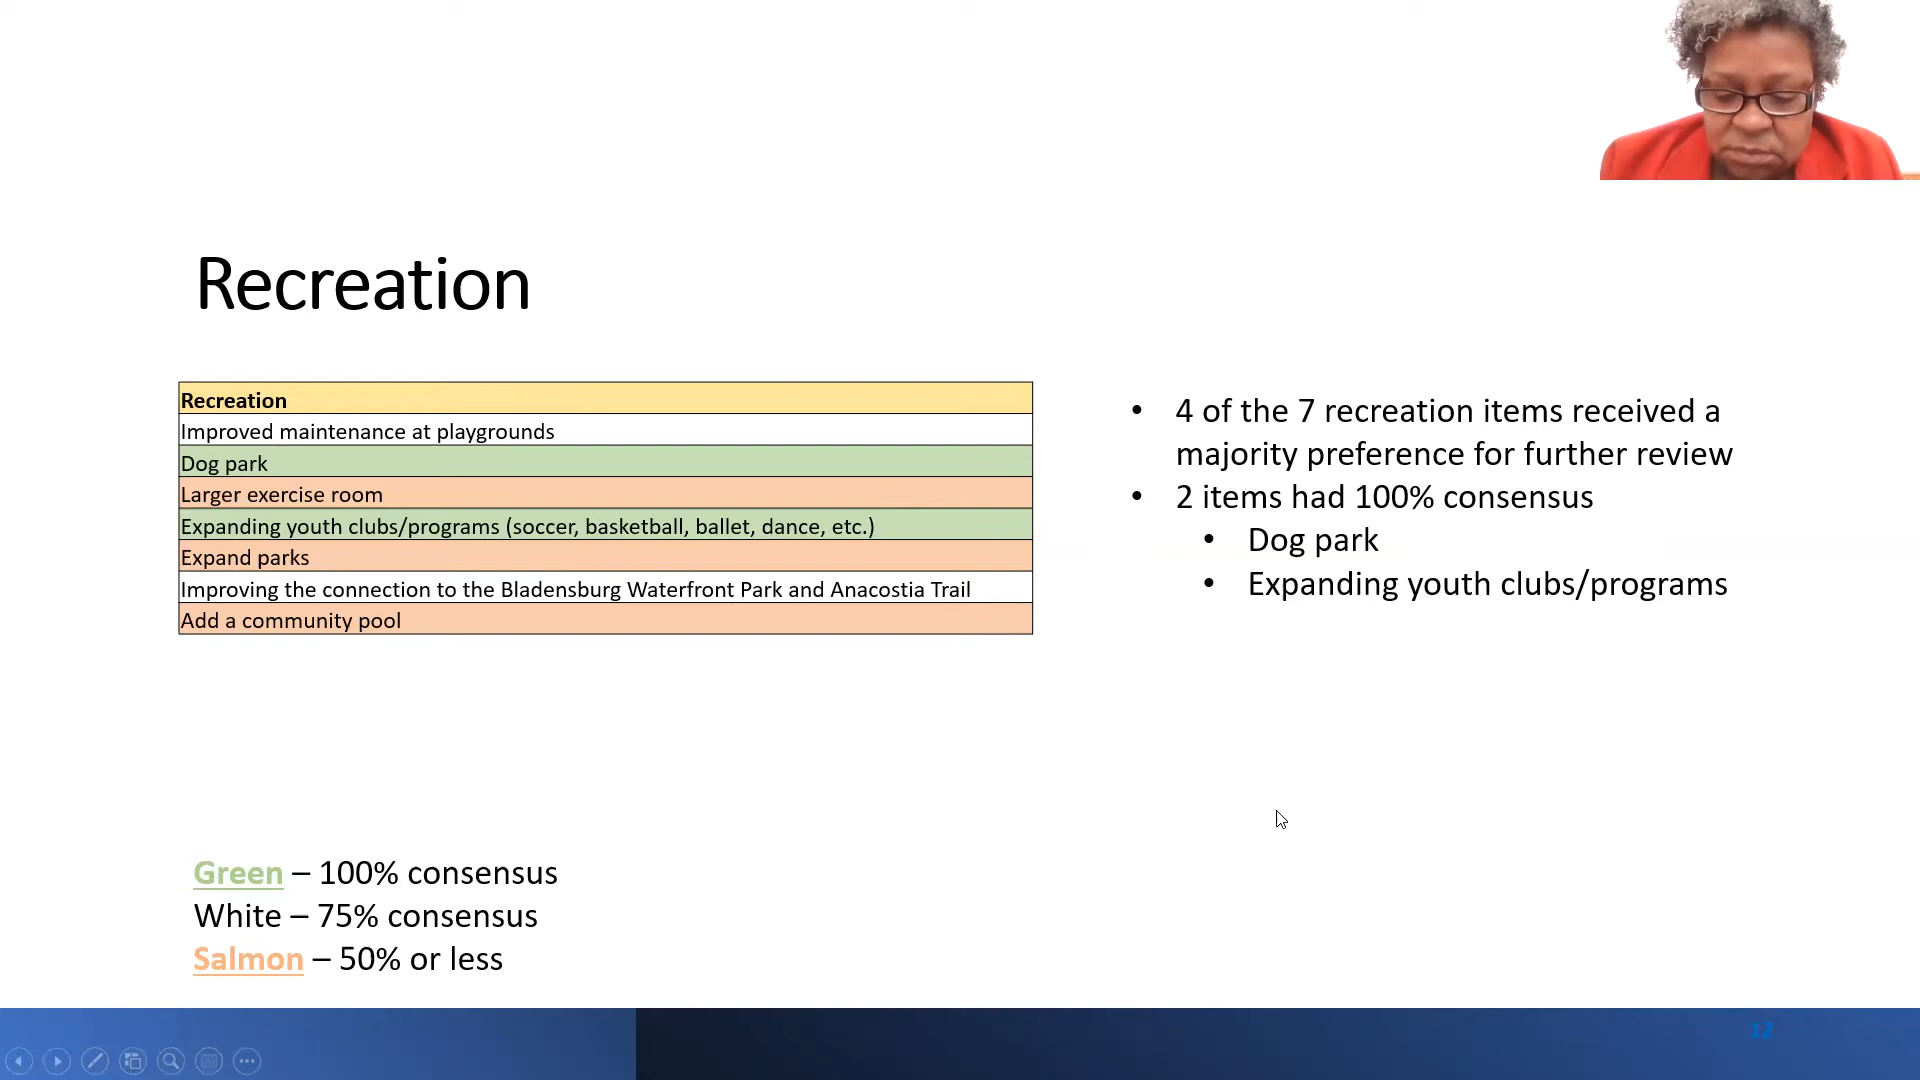 Recreation
Recreation
Improved maintenance at playgrounds
Dog park
Larger exercise room
Expanding youth clubs/programs (soccer, basketball, ballet, dance, etc.)
Expand parks
Improving the connection to the Bladensburg Waterfront Park and Anacostia Trail
Add a community pool
• 4 of the 7 recreation items received a
majority preference for further review
• 2 items had 100% consensus
• Dog park
• Expanding youth clubs/programs
Green – 100% consensus
White – 75% consensus
Salmon – 50% or less
12